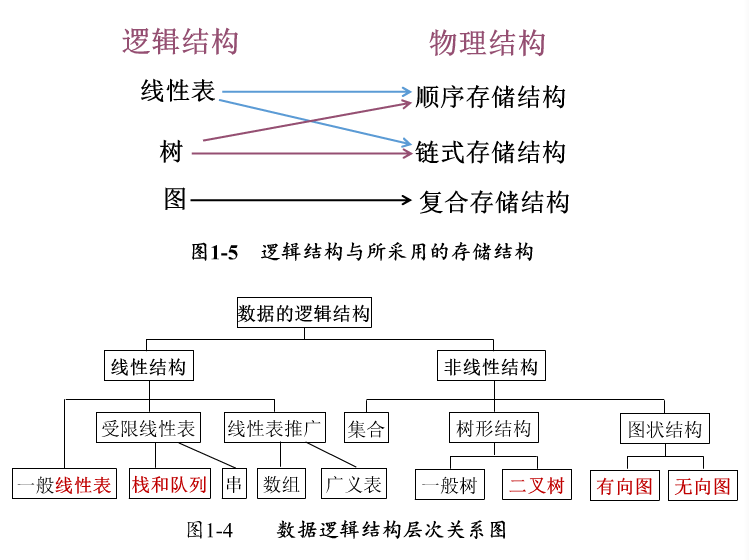 逻辑结构 物理结构
线性表 顺序存储结构
树 链式存储结构
图 复合存储结构
图1-5 逻辑结构与所采用的存储结构
数据的逻辑结构
线性结构 非线性结构
受限线性表 线性表推广 集合 树形结构 图状结构
一般线性表 栈和队列 串 数组 广义表 一般树 二叉树 有向图 无向图
图1-4 数据逻辑结构层次关系图